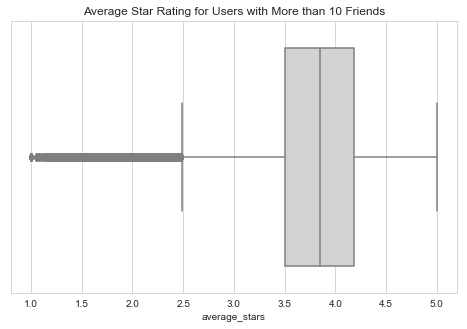 Average Star Rating for Users with More than 10 Friends
1.0 1.5 2.0 2.5 3.0 3.5 4.0 4.5 5.0
average_stars